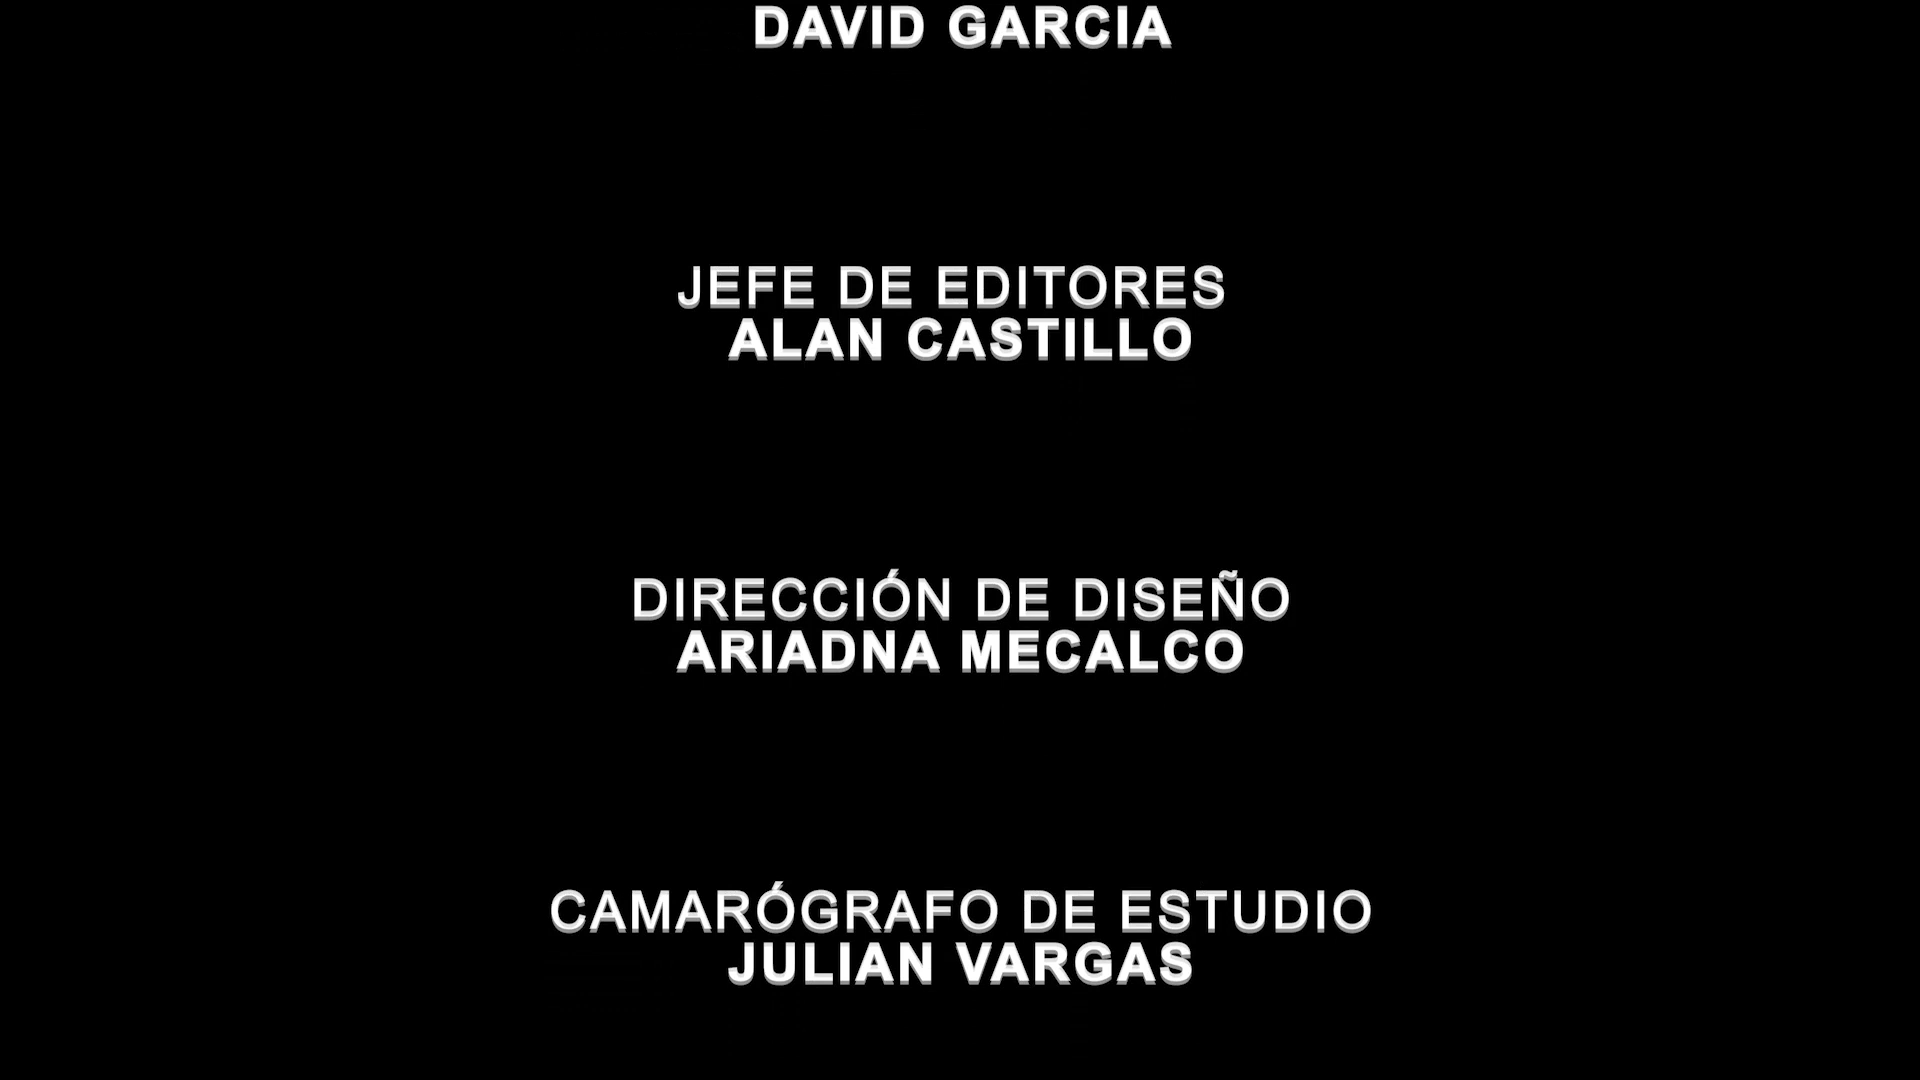 DAVID GARCIA
JEFE DE EDITORES
ALAN CASTILLO
DIRECCIÓN DE DISEÑO
ARIADNA MECALCO
CAMARÓGRAFO DE ESTUDIO
JULIAN VARGAS